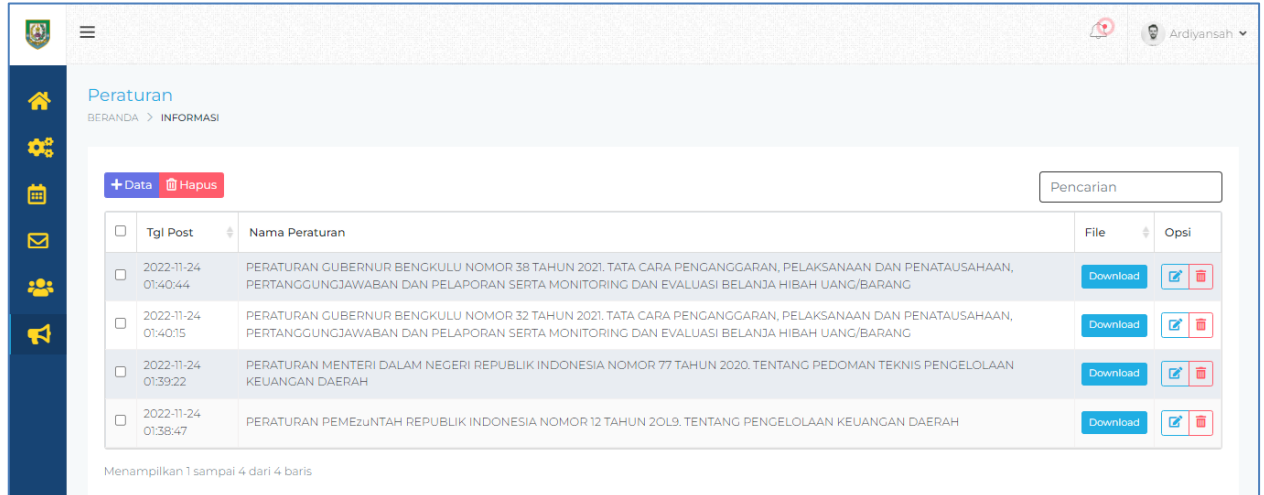 Ardiyansah
Peraturan
BERANDA > INFORMASI
+Data Hapus
Pencarian
Tgl Post Nama Peraturan File Opsi
2022-11-24 PERATURAN GUBERNUR BENGKULU NOMOR 38 TAHUN 2021. TATA CARA PENGANGGARAN, PELAKSANAAN DAN PENATAUSAHAAN,
01:40:44 PERTANGGUNGJAWABAN DAN PELAPORAN SERTA MONITORING DAN EVALUASI BELANJA HIBAH UANG/BARANG Download
2022-11-24 PERATURAN GUBERNUR BENGKULU NOMOR 32 TAHUN 2021. TATA CARA PENGANGGARAN, PELAKSANAAN DAN PENATAUSAHAAN,
01:40:15 PERTANGGUNGJAWABAN DAN PELAPORAN SERTA MONITORING DAN EVALUASI BELANJA HIBAH UANG/BARANG Download
2022-11-24 PERATURAN MENTERI DALAM NEGERI REPUBLIK INDONESIA NOMOR 77 TAHUN 2020. TENTANG PEDOMAN TEKNIS PENGELOLAAN
01:39:22 KEUANGAN DAERAH Download
2022-11-24
01:38:47 PERATURAN PEMEzuNTAH REPUBLIK INDONESIA NOMOR 12 TAHUN 2OL9. TENTANG PENGELOLAAN KEUANGAN DAERAH Download
Menampilkan 1 sampai 4 dari 4 baris